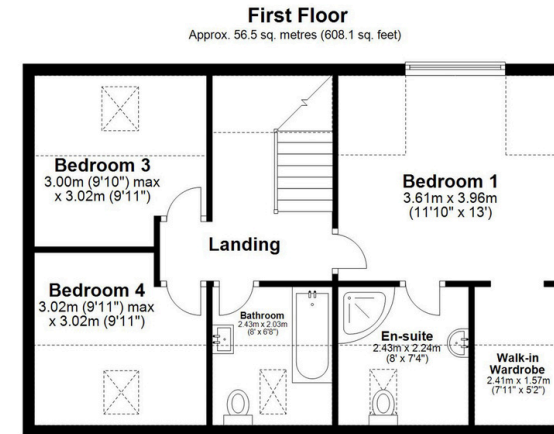 First Floor
Approx. 56.5 sq. metres (608.1 sq. feet)
Bedroom 3
3.00m (9'10") max
x 3.02m (9'11")
Bedroom 1
3.61m x 3.96m
(11'10" x 13')
Landing
Bedroom 4
3.02m (9'11") max
x 3.02m (9'11")
Bathroom
2.43m x 2.03m
(8' x 6'8")
En-suite
2.43m x 2.24m
(8' x 7'4")
Walk-in
Wardrobe
2.41m x 1.57m
(7'11" x 5'2")